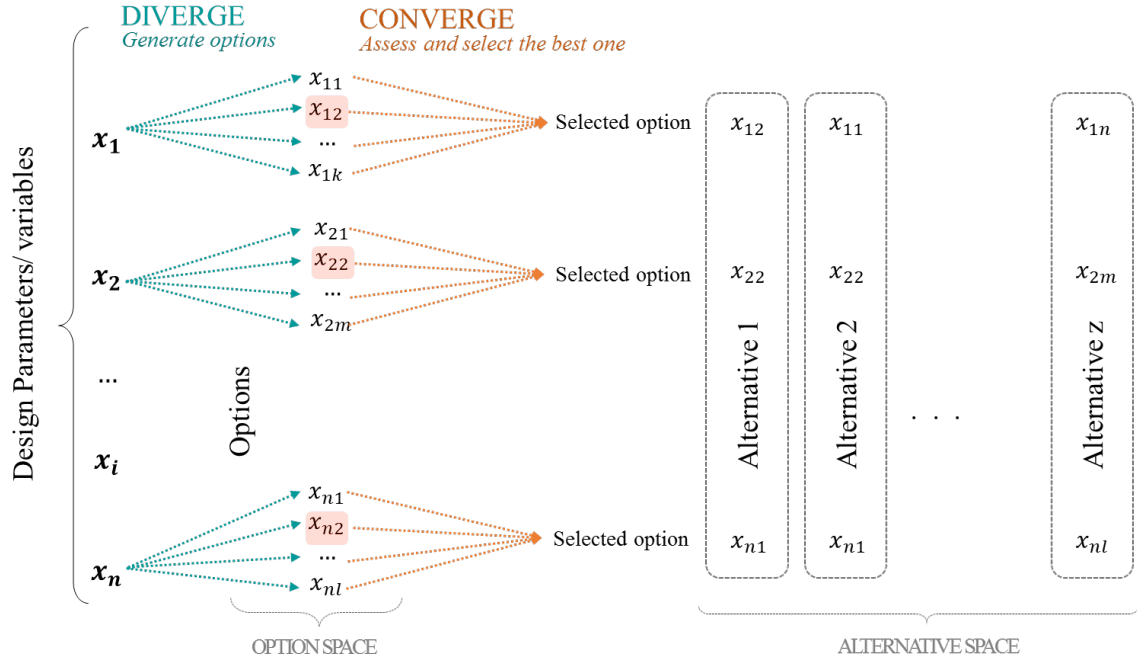 DIVERGE
Generate options
CONVERGE
Assess and select the best one
Design Parameters/ variables
x₁
x₁₁
x₁₂
...
x₁ₖ
Selected option
x₂
x₂₁
x₂₂
...
x₂ₘ
Selected option
...
Options
xᵢ
xₙ
xₙ₁
xₙ₂
...
xₙₗ
Selected option
OPTION SPACE
x₁₂
x₂₂
Alternative 1
xₙ₁
x₁₁
x₂₂
Alternative 2
xₙ₁
. . .
x₁ₙ
x₂ₘ
Alternative z
xₙₗ
ALTERNATIVE SPACE